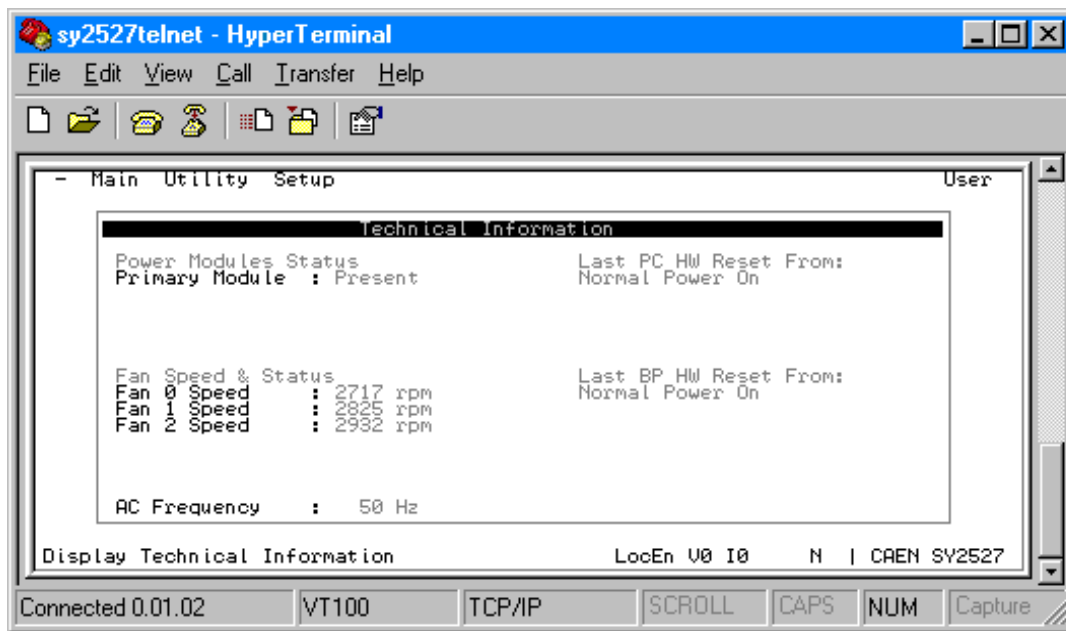 sy2527telnet - HyperTerminal
File Edit View Call Transfer Help
- Main Utility Setup User
Technical Information
Power Modules Status Last PC HW Reset From:
Primary Module : Present Normal Power On
Fan Speed & Status Last BP HW Reset From:
Fan 0 Speed : 2717 rpm Normal Power On
Fan 1 Speed : 2825 rpm
Fan 2 Speed : 2932 rpm
AC Frequency : 50 Hz
Display Technical Information LocEn V0 I0 N | CAEN SY2527
Connected 0.01.02 VT100 TCP/IP SCROLL CAPS NUM Capture